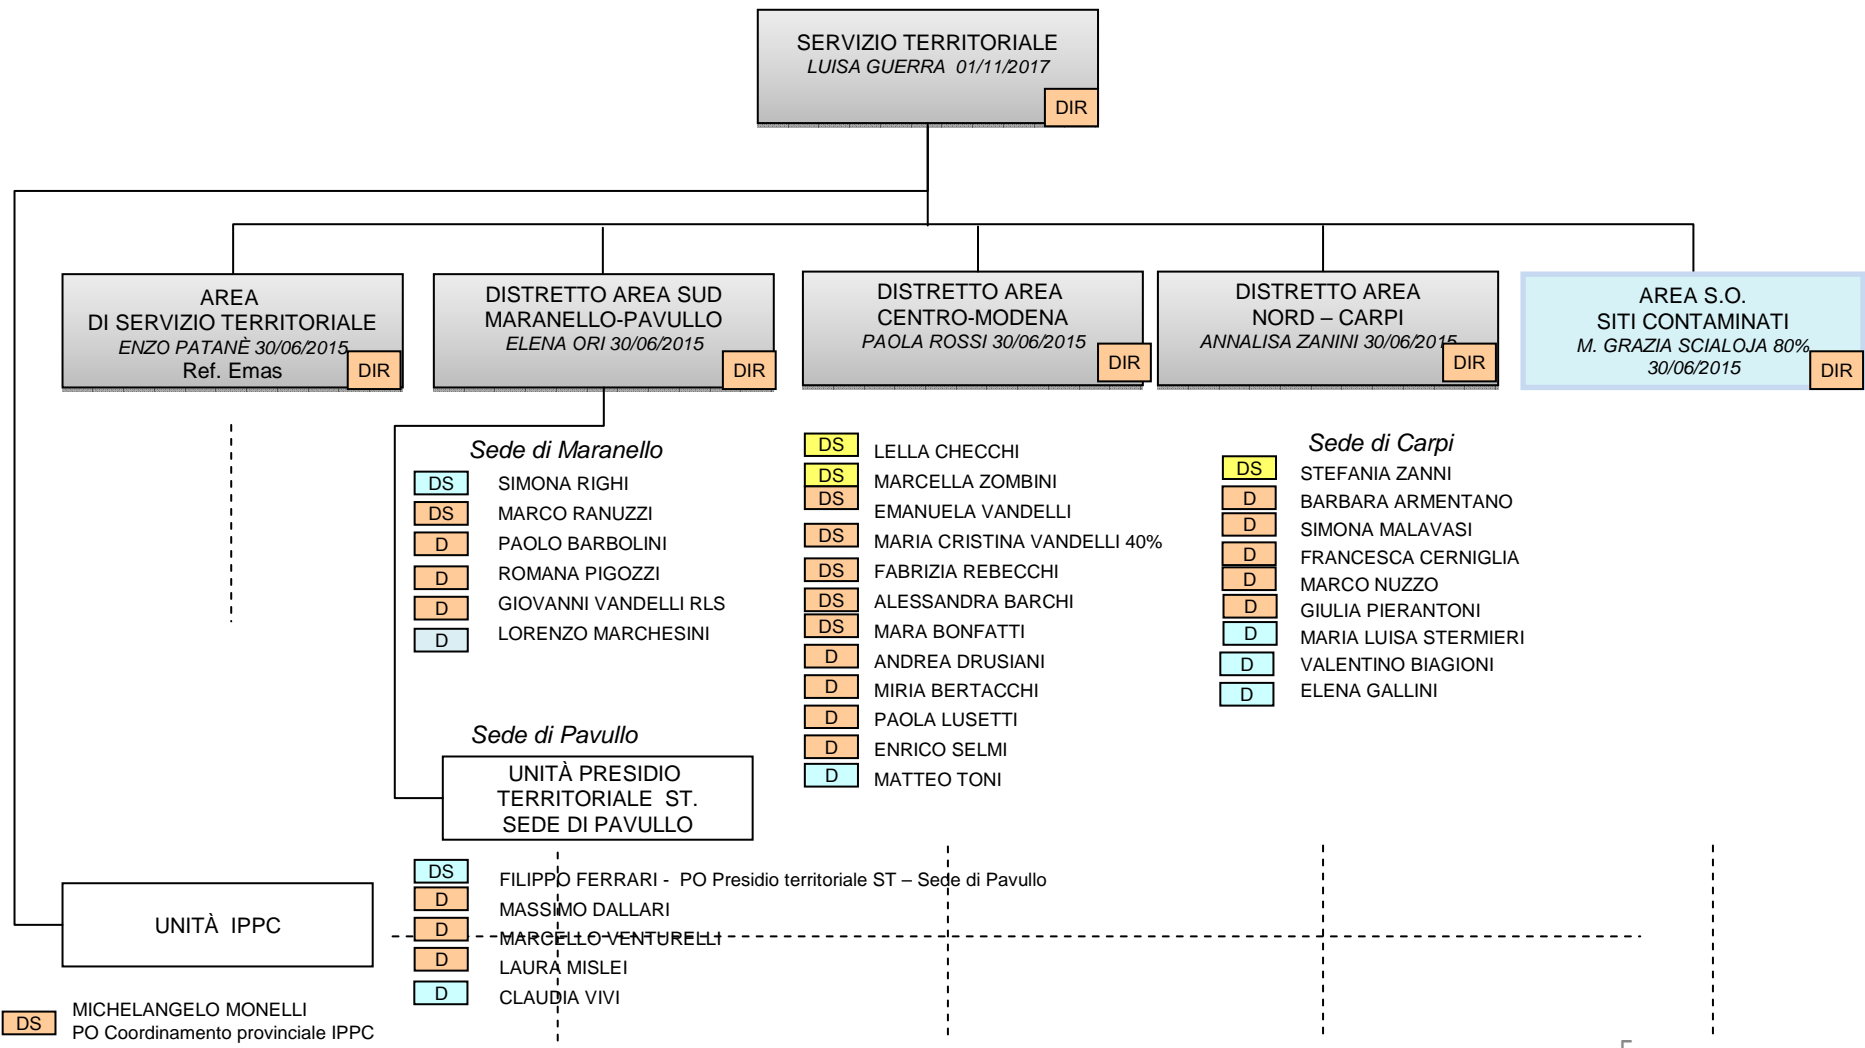 SERVIZIO TERRITORIALE
LUISA GUERRA 01/11/2017
DIR
AREA
DI SERVIZIO TERRITORIALE
ENZO PATANÈ 30/06/2015
Ref. Emas
DIR
DISTRETTO AREA SUD
MARANELLO-PAVULLO
ELENA ORI 30/06/2015
DIR
DISTRETTO AREA
CENTRO-MODENA
PAOLA ROSSI 30/06/2015
DIR
DISTRETTO AREA
NORD – CARPI
ANNALISA ZANINI 30/06/2015
DIR
AREA S.O.
SITI CONTAMINATI
M. GRAZIA SCIALOJA 80%
30/06/2015
DIR
Sede di Maranello
DS SIMONA RIGHI
DS MARCO RANUZZI
D PAOLO BARBOLINI
D ROMANA PIGOZZI
D GIOVANNI VANDELLI RLS
D LORENZO MARCHESINI
DS LELLA CHECCHI
DS MARCELLA ZOMBINI
DS EMANUELA VANDELLI
DS MARIA CRISTINA VANDELLI 40%
DS FABRIZIA REBECCHI
DS ALESSANDRA BARCHI
DS MARA BONFATTI
D ANDREA DRUSIANI
D MIRIA BERTACCHI
D PAOLA LUSETTI
D ENRICO SELMI
D MATTEO TONI
Sede di Carpi
DS STEFANIA ZANNI
D BARBARA ARMENTANO
D SIMONA MALAVASI
D FRANCESCA CERNIGLIA
D MARCO NUZZO
D GIULIA PIERANTONI
D MARIA LUISA STERMIERI
D VALENTINO BIAGIONI
D ELENA GALLINI
Sede di Pavullo
UNITÀ PRESIDIO
TERRITORIALE ST.
SEDE DI PAVULLO
DS FILIPPO FERRARI - PO Presidio territoriale ST – Sede di Pavullo
D MASSIMO DALLARI
D MARCELLO VENTURELLI
D LAURA MISLEI
D CLAUDIA VIVI
UNITÀ IPPC
DS MICHELANGELO MONELLI
PO Coordinamento provinciale IPPC